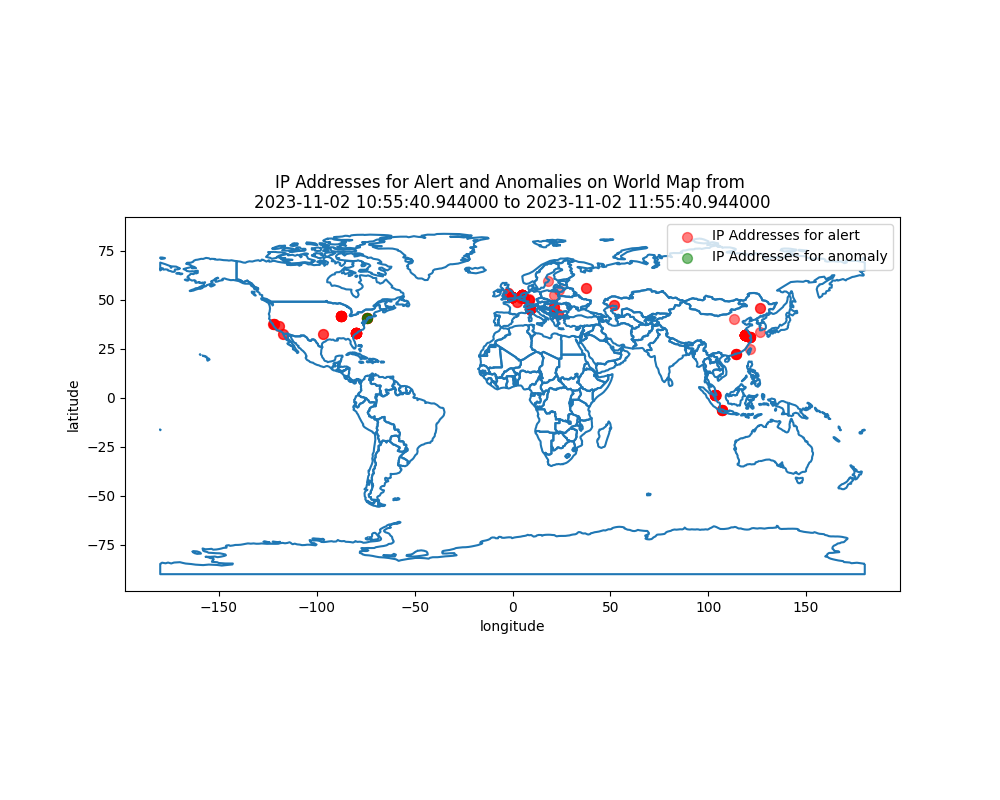 IP Addresses for Alert and Anomalies on World Map from
2023-11-02 10:55:40.944000 to 2023-11-02 11:55:40.944000
IP Addresses for alert
IP Addresses for anomaly
75
50
25
0
−25
−50
−75
latitude
−150 −100 −50 0 50 100 150
longitude